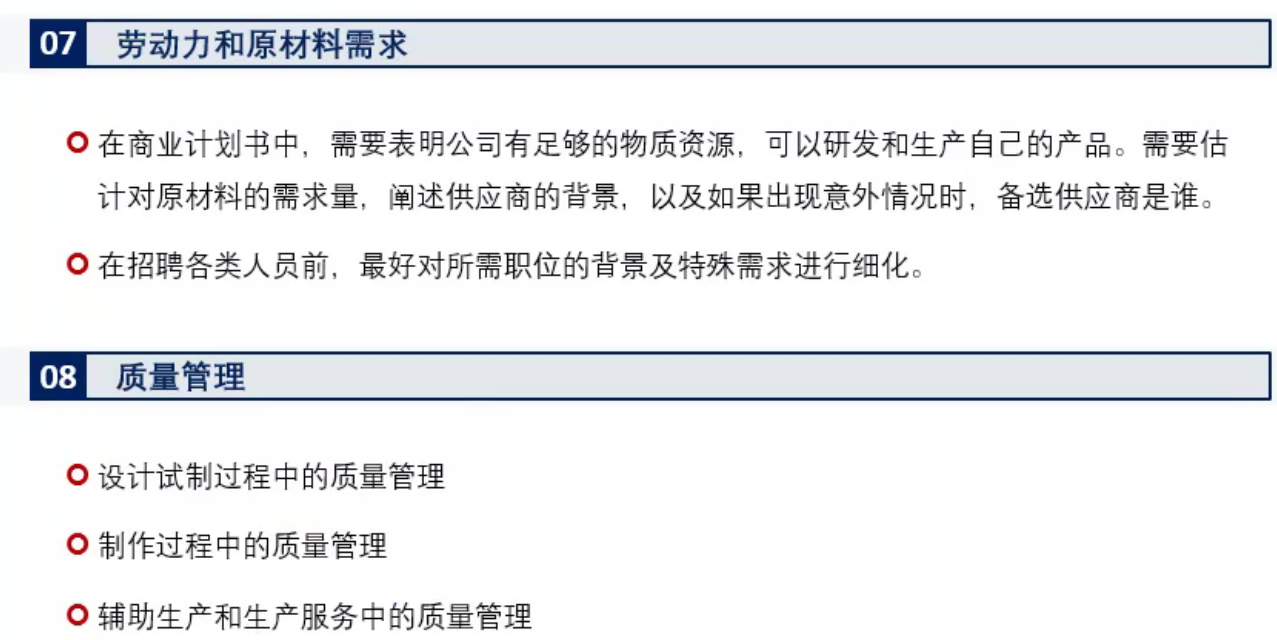 07 劳动力和原材料需求
在商业计划书中，需要表明公司有足够的物质资源，可以研发和生产自己的产品。需要估
计对原材料的需求量，阐述供应商的背景，以及如果出现意外情况时，备选供应商是谁。
在招聘各类人员前，最好对所需职位的背景及特殊需求进行细化。
08 质量管理
设计试制过程中的质量管理
制作过程中的质量管理
辅助生产和生产服务中的质量管理